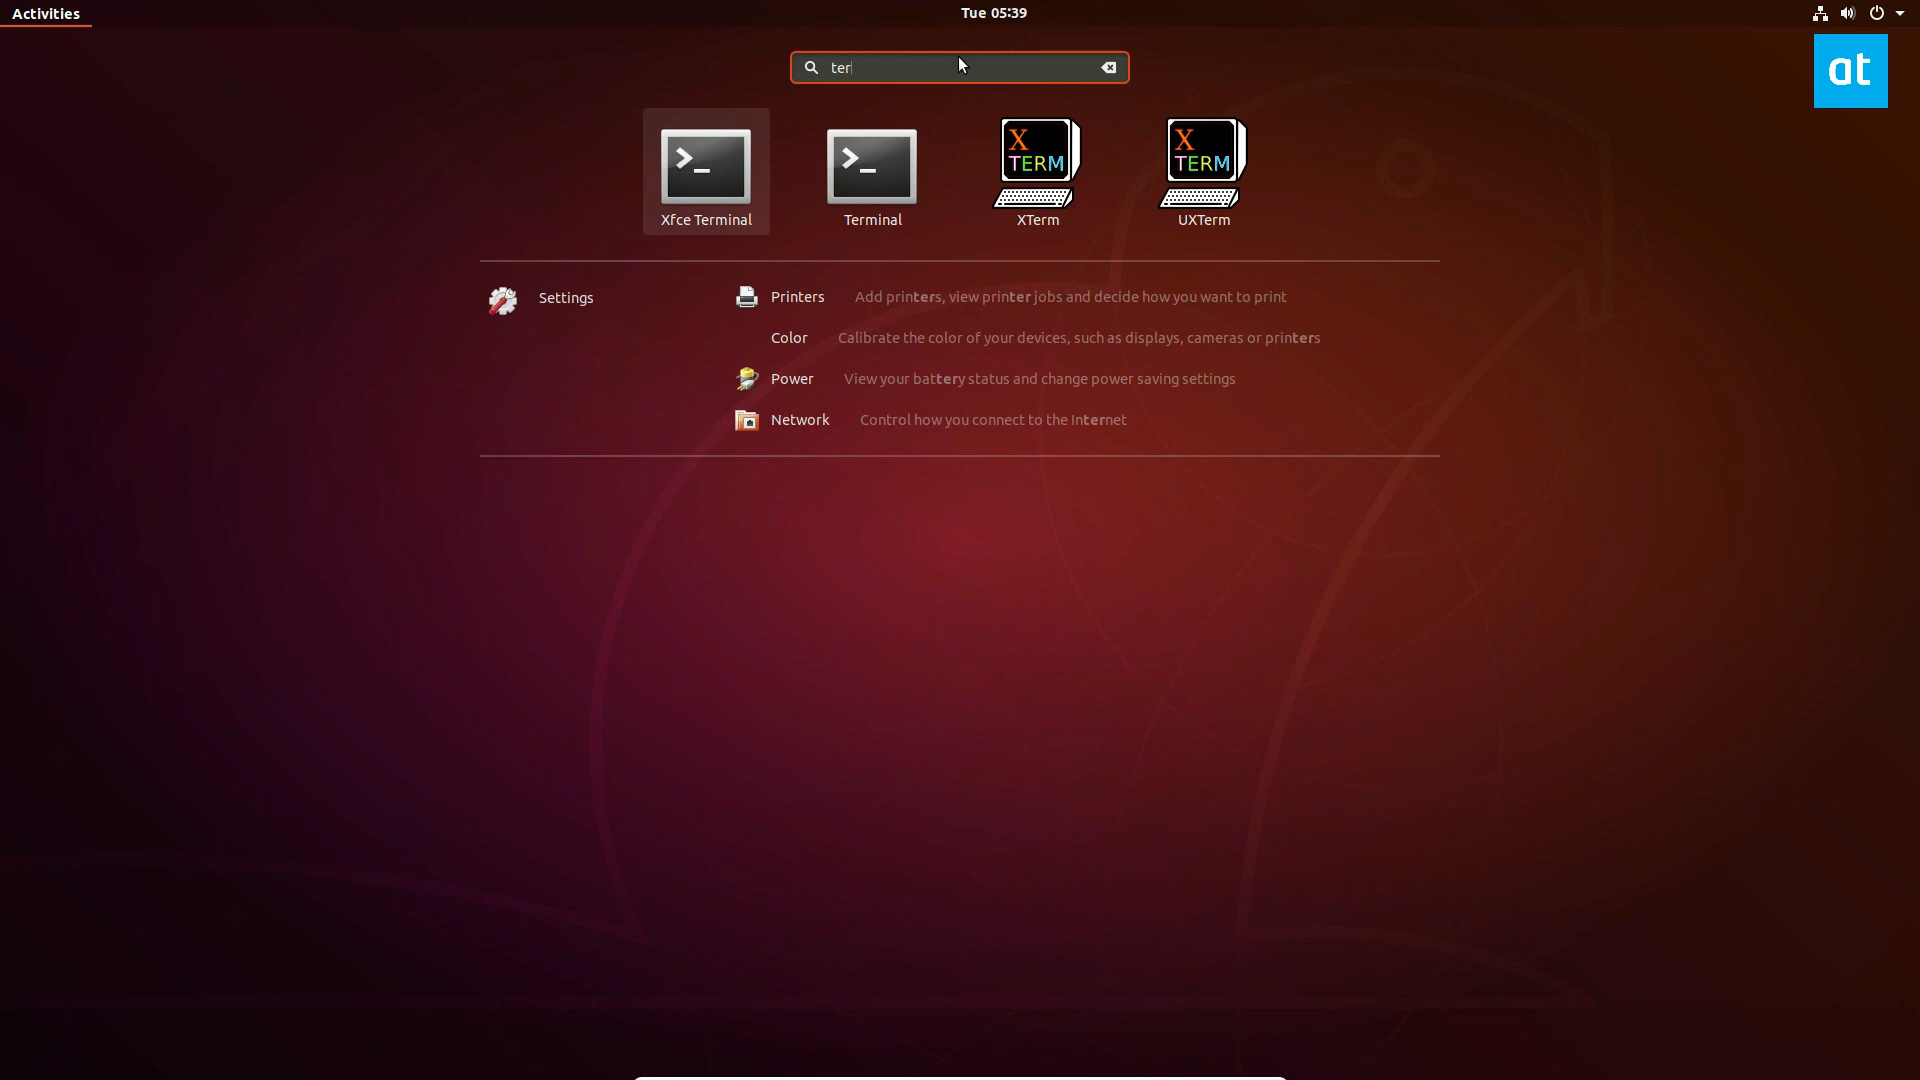 Activities
Tue 05:39
at
ter
X
TERM
X
TERM
Xfce Terminal
Terminal
XTerm
UXTerm
Settings
Printers Add printers, view printer jobs and decide how you want to print
Color Calibrate the color of your devices, such as displays, cameras or printers
Power View your battery status and change power saving settings
Network Control how you connect to the Internet